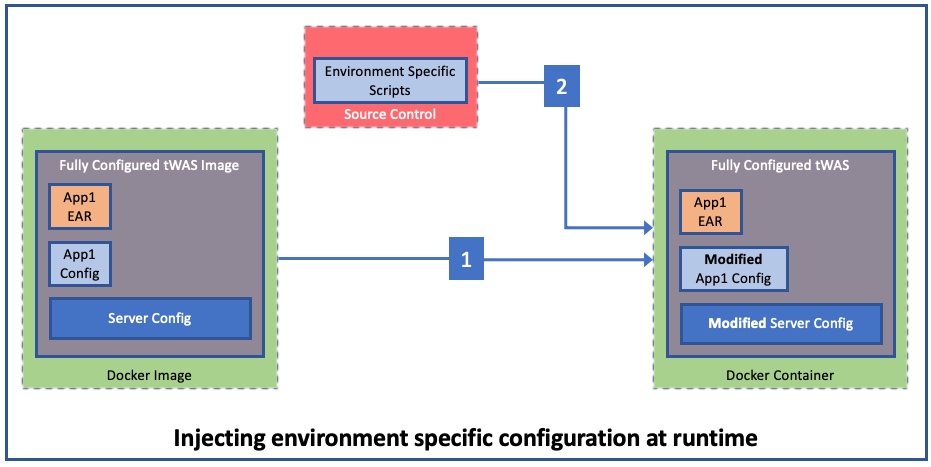 Environment Specific
Scripts
Source Control
2
Fully Configured tWAS Image
App1
EAR
App1
Config
Server Config
Docker Image
1
Fully Configured tWAS
App1
EAR
Modified
App1 Config
Modified Server Config
Docker Container
Injecting environment specific configuration at runtime